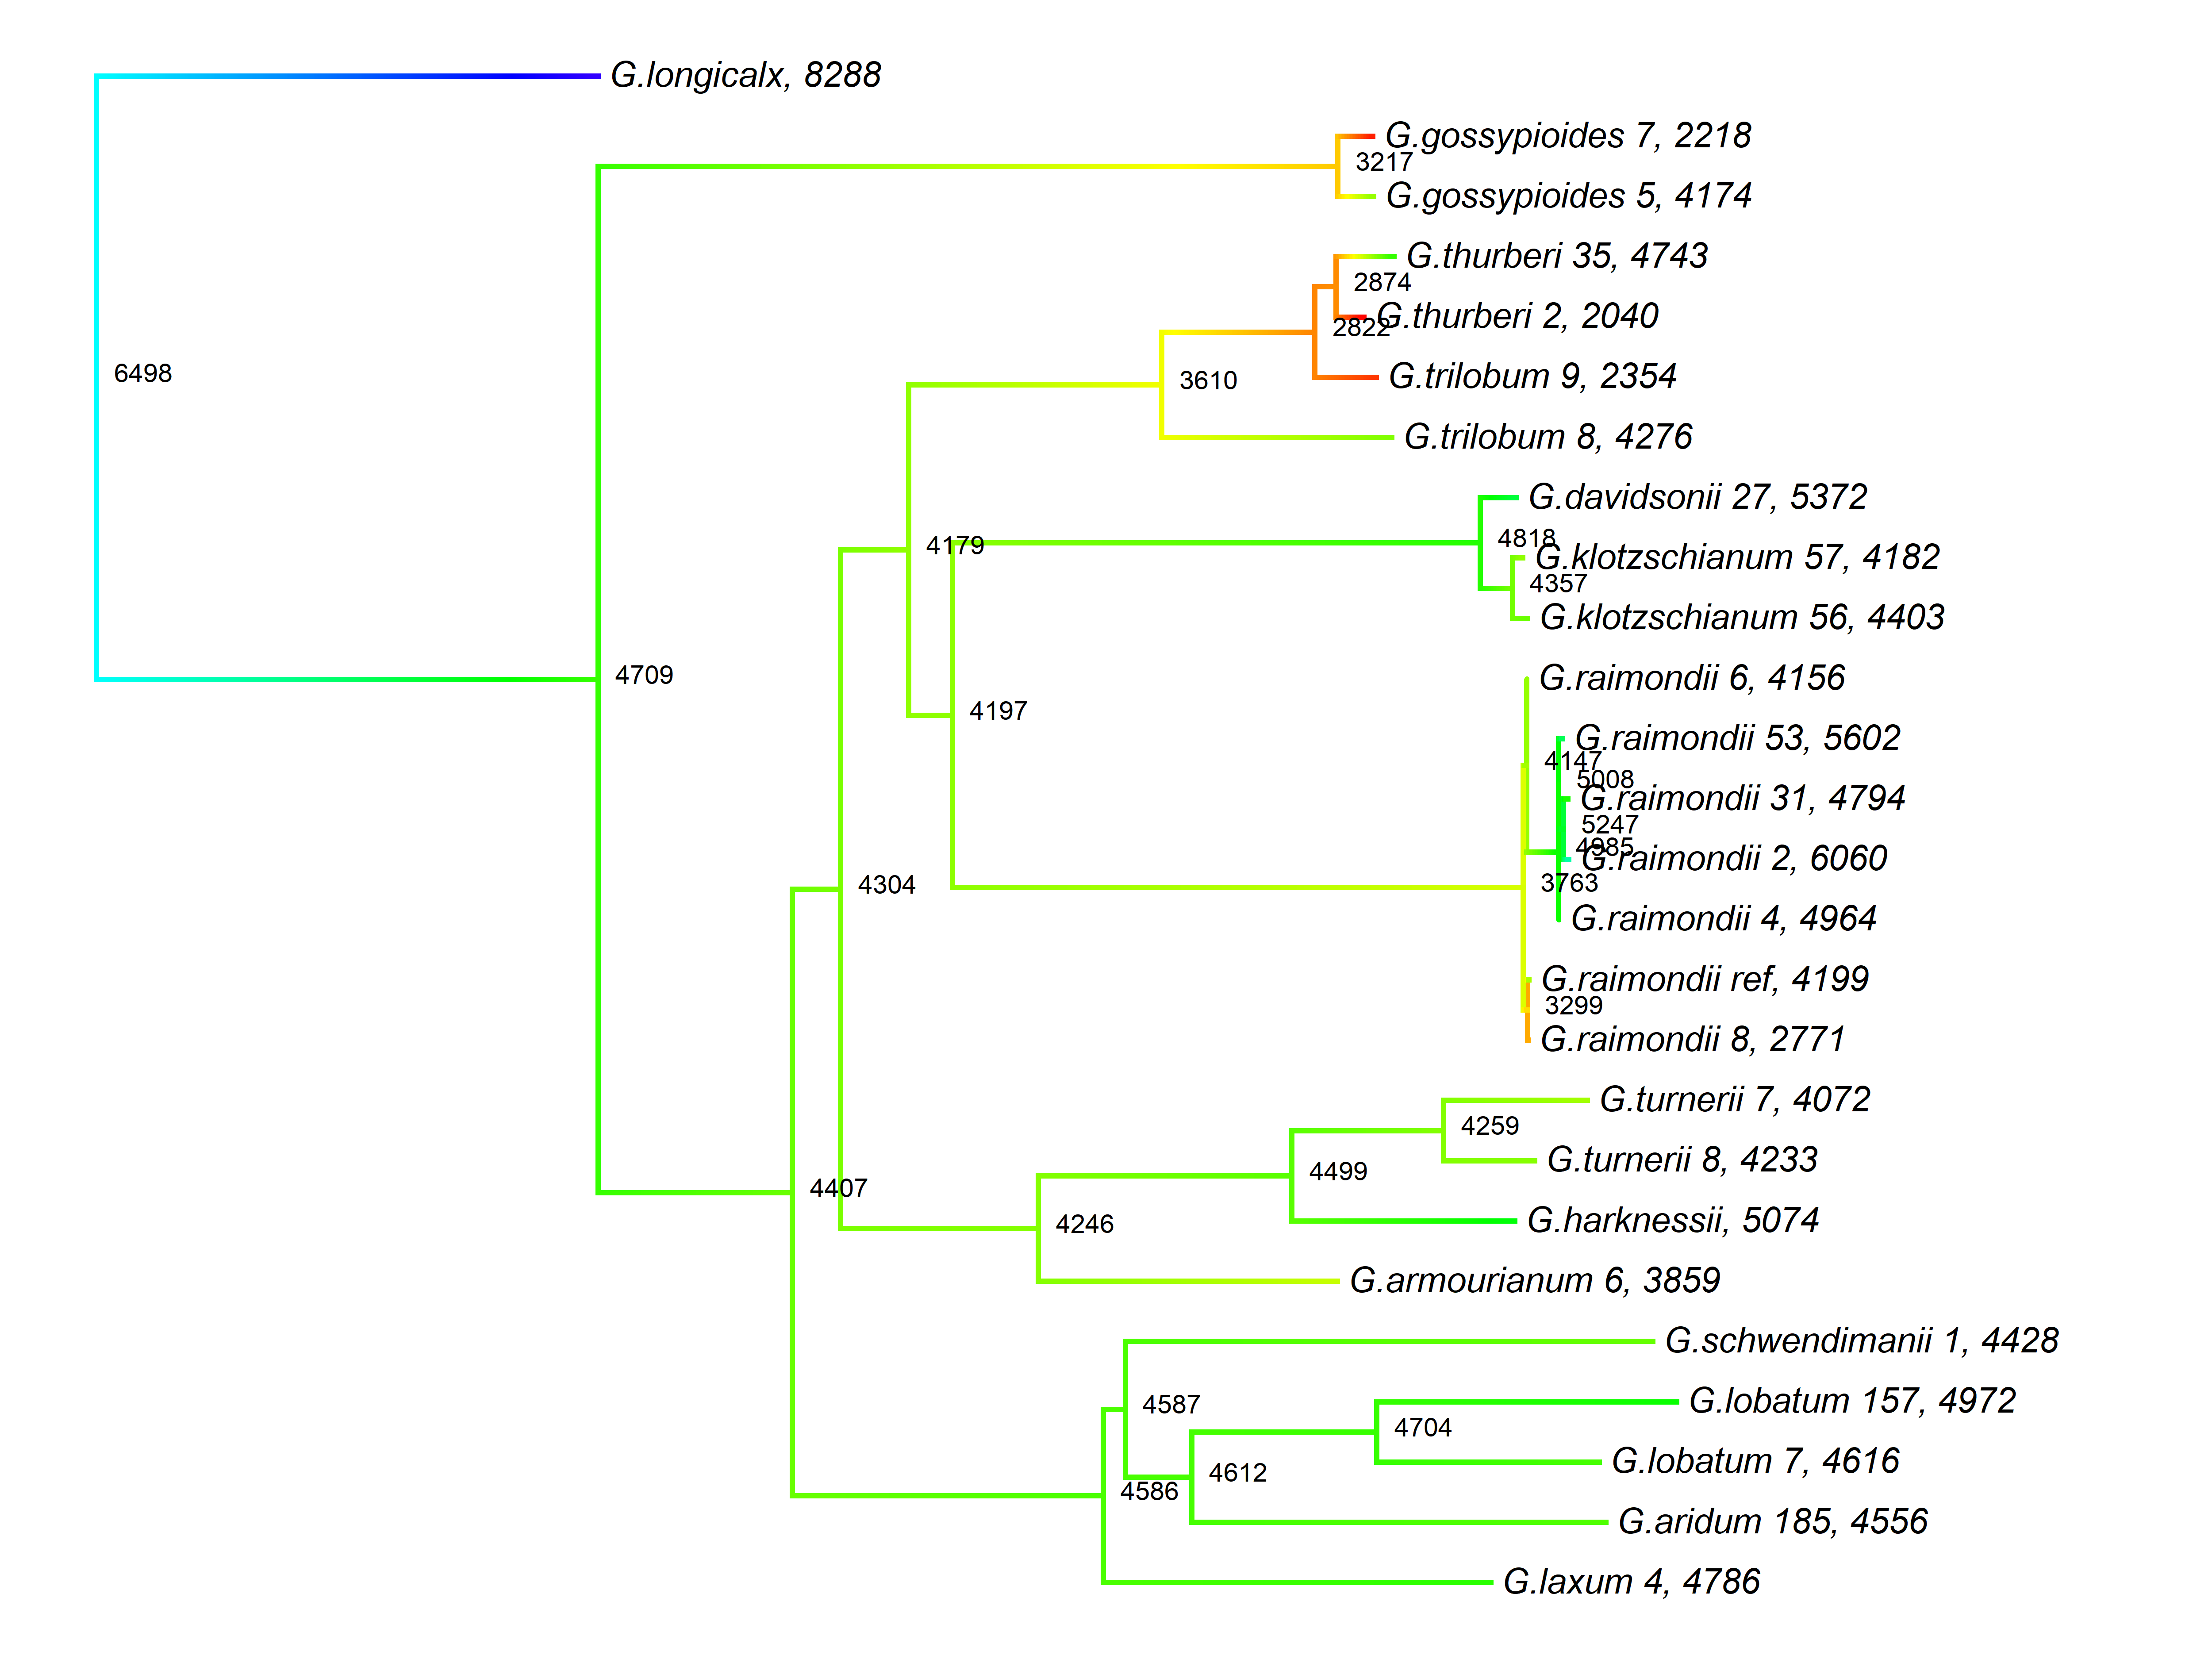 G.longicalx, 8288
G.gossypioides 7, 2218
3217
G.gossypioides 5, 4174
G.thurberi 35, 4743
2874
G.thurberi 2, 2040
2822
6498
G.trilobum 9, 2354
3610
G.trilobum 8, 4276
G.davidsonii 27, 5372
4818
4179
G.klotzschianum 57, 4182
4357
G.klotzschianum 56, 4403
4709
G.raimondii 6, 4156
4197
G.raimondii 53, 5602
4147
5008
G.raimondii 31, 4794
5247
4985
G.raimondii 2, 6060
3763
4304
G.raimondii 4, 4964
G.raimondii ref, 4199
3299
G.raimondii 8, 2771
G.turnerii 7, 4072
4259
G.turnerii 8, 4233
4499
4407
G.harknessii, 5074
4246
G.armourianum 6, 3859
G.schwendimanii 1, 4428
4587
G.lobatum 157, 4972
4704
G.lobatum 7, 4616
4612
4586
G.aridum 185, 4556
G.laxum 4, 4786